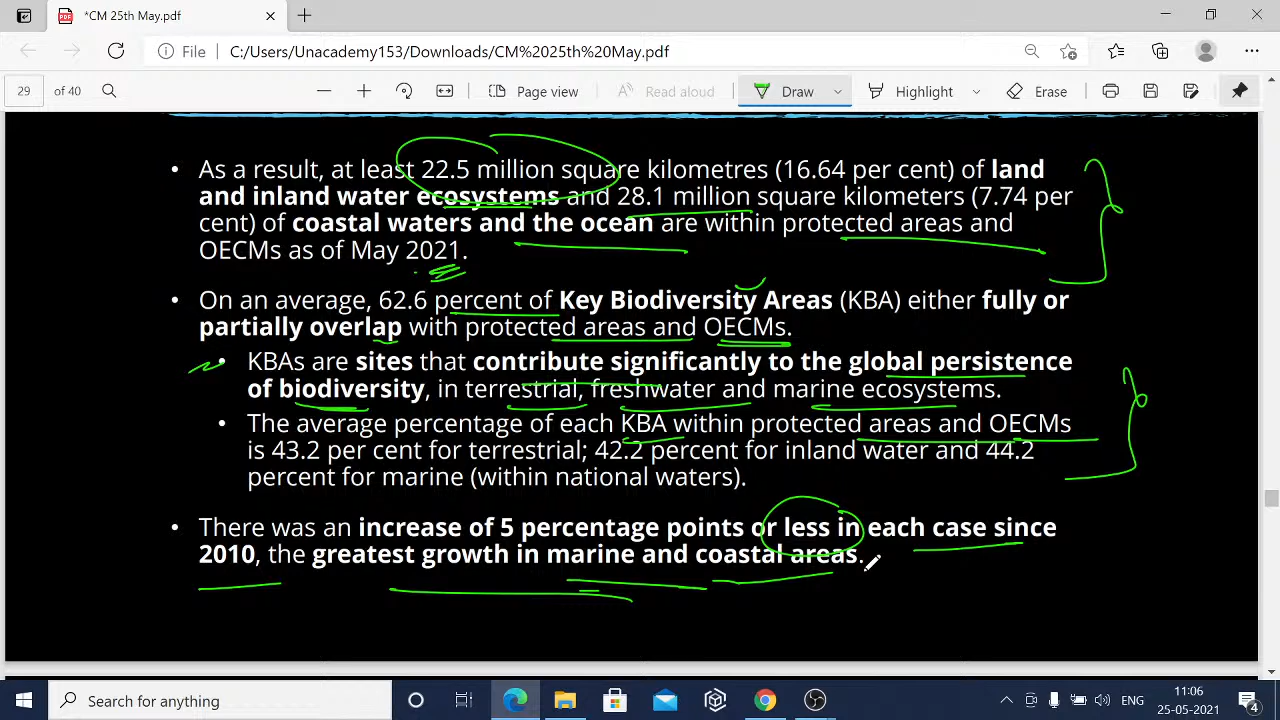 *CM 25th May.pdf
File
C:/Users/Unacademy153/Downloads/CM%2025th%20May.pdf
29 of 40
Page view
Read aloud
Draw
Highlight
Erase
• As a result, at least 22.5 million square kilometres (16.64 per cent) of land
and inland water ecosystems and 28.1 million square kilometers (7.74 per
cent) of coastal waters and the ocean are within protected areas and
OECMs as of May 2021.
• On an average, 62.6 percent of Key Biodiversity Areas (KBA) either fully or
partially overlap with protected areas and OECMs.
• KBAs are sites that contribute significantly to the global persistence
of biodiversity, in terrestrial, freshwater and marine ecosystems.
• The average percentage of each KBA within protected areas and OECMs
is 43.2 per cent for terrestrial; 42.2 percent for inland water and 44.2
percent for marine (within national waters).
• There was an increase of 5 percentage points or less in each case since
2010, the greatest growth in marine and coastal areas.
Search for anything
ENG
11:06
25-05-2021
4